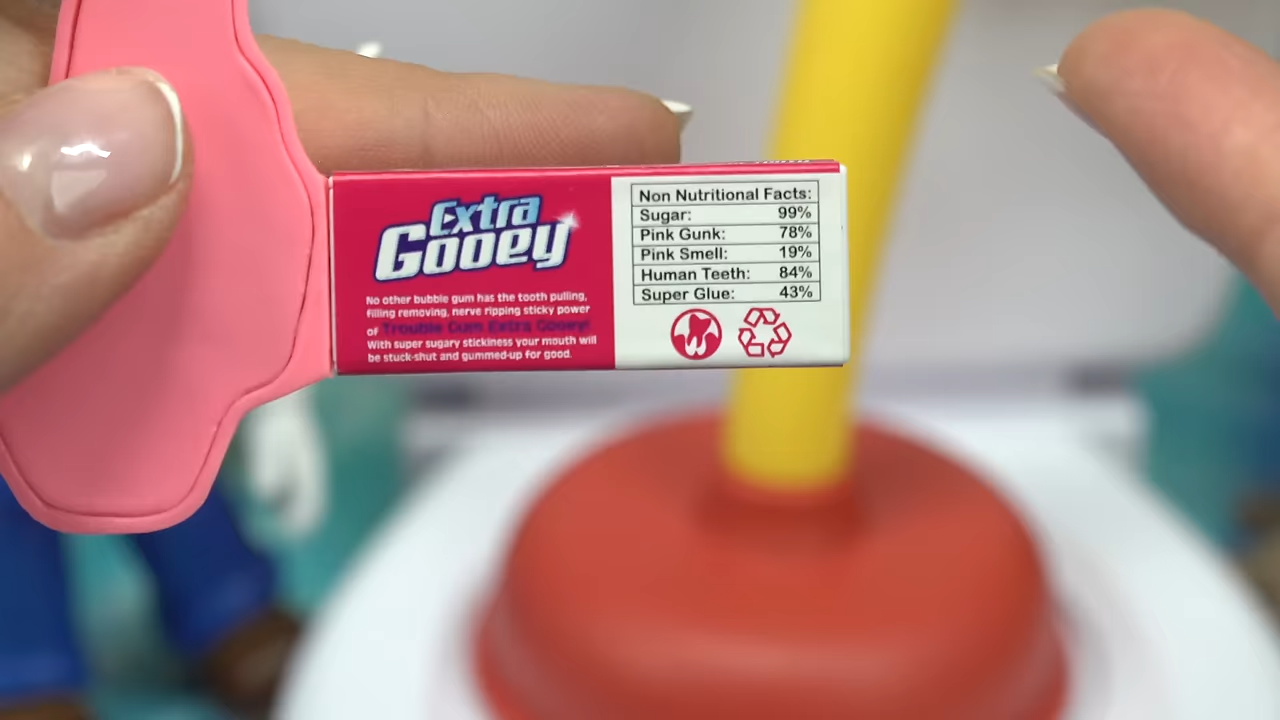 Extra
Gooey
No other bubble gum has the tooth pulling,
filling removing, nerve ripping sticky power
of Trouble Gum Extra Gooey!
With super sugary stickiness your mouth will
be stuck-shut and gummed-up for good.
Non Nutritional Facts:
Sugar: 99%
Pink Gunk: 78%
Pink Smell: 19%
Human Teeth: 84%
Super Glue: 43%